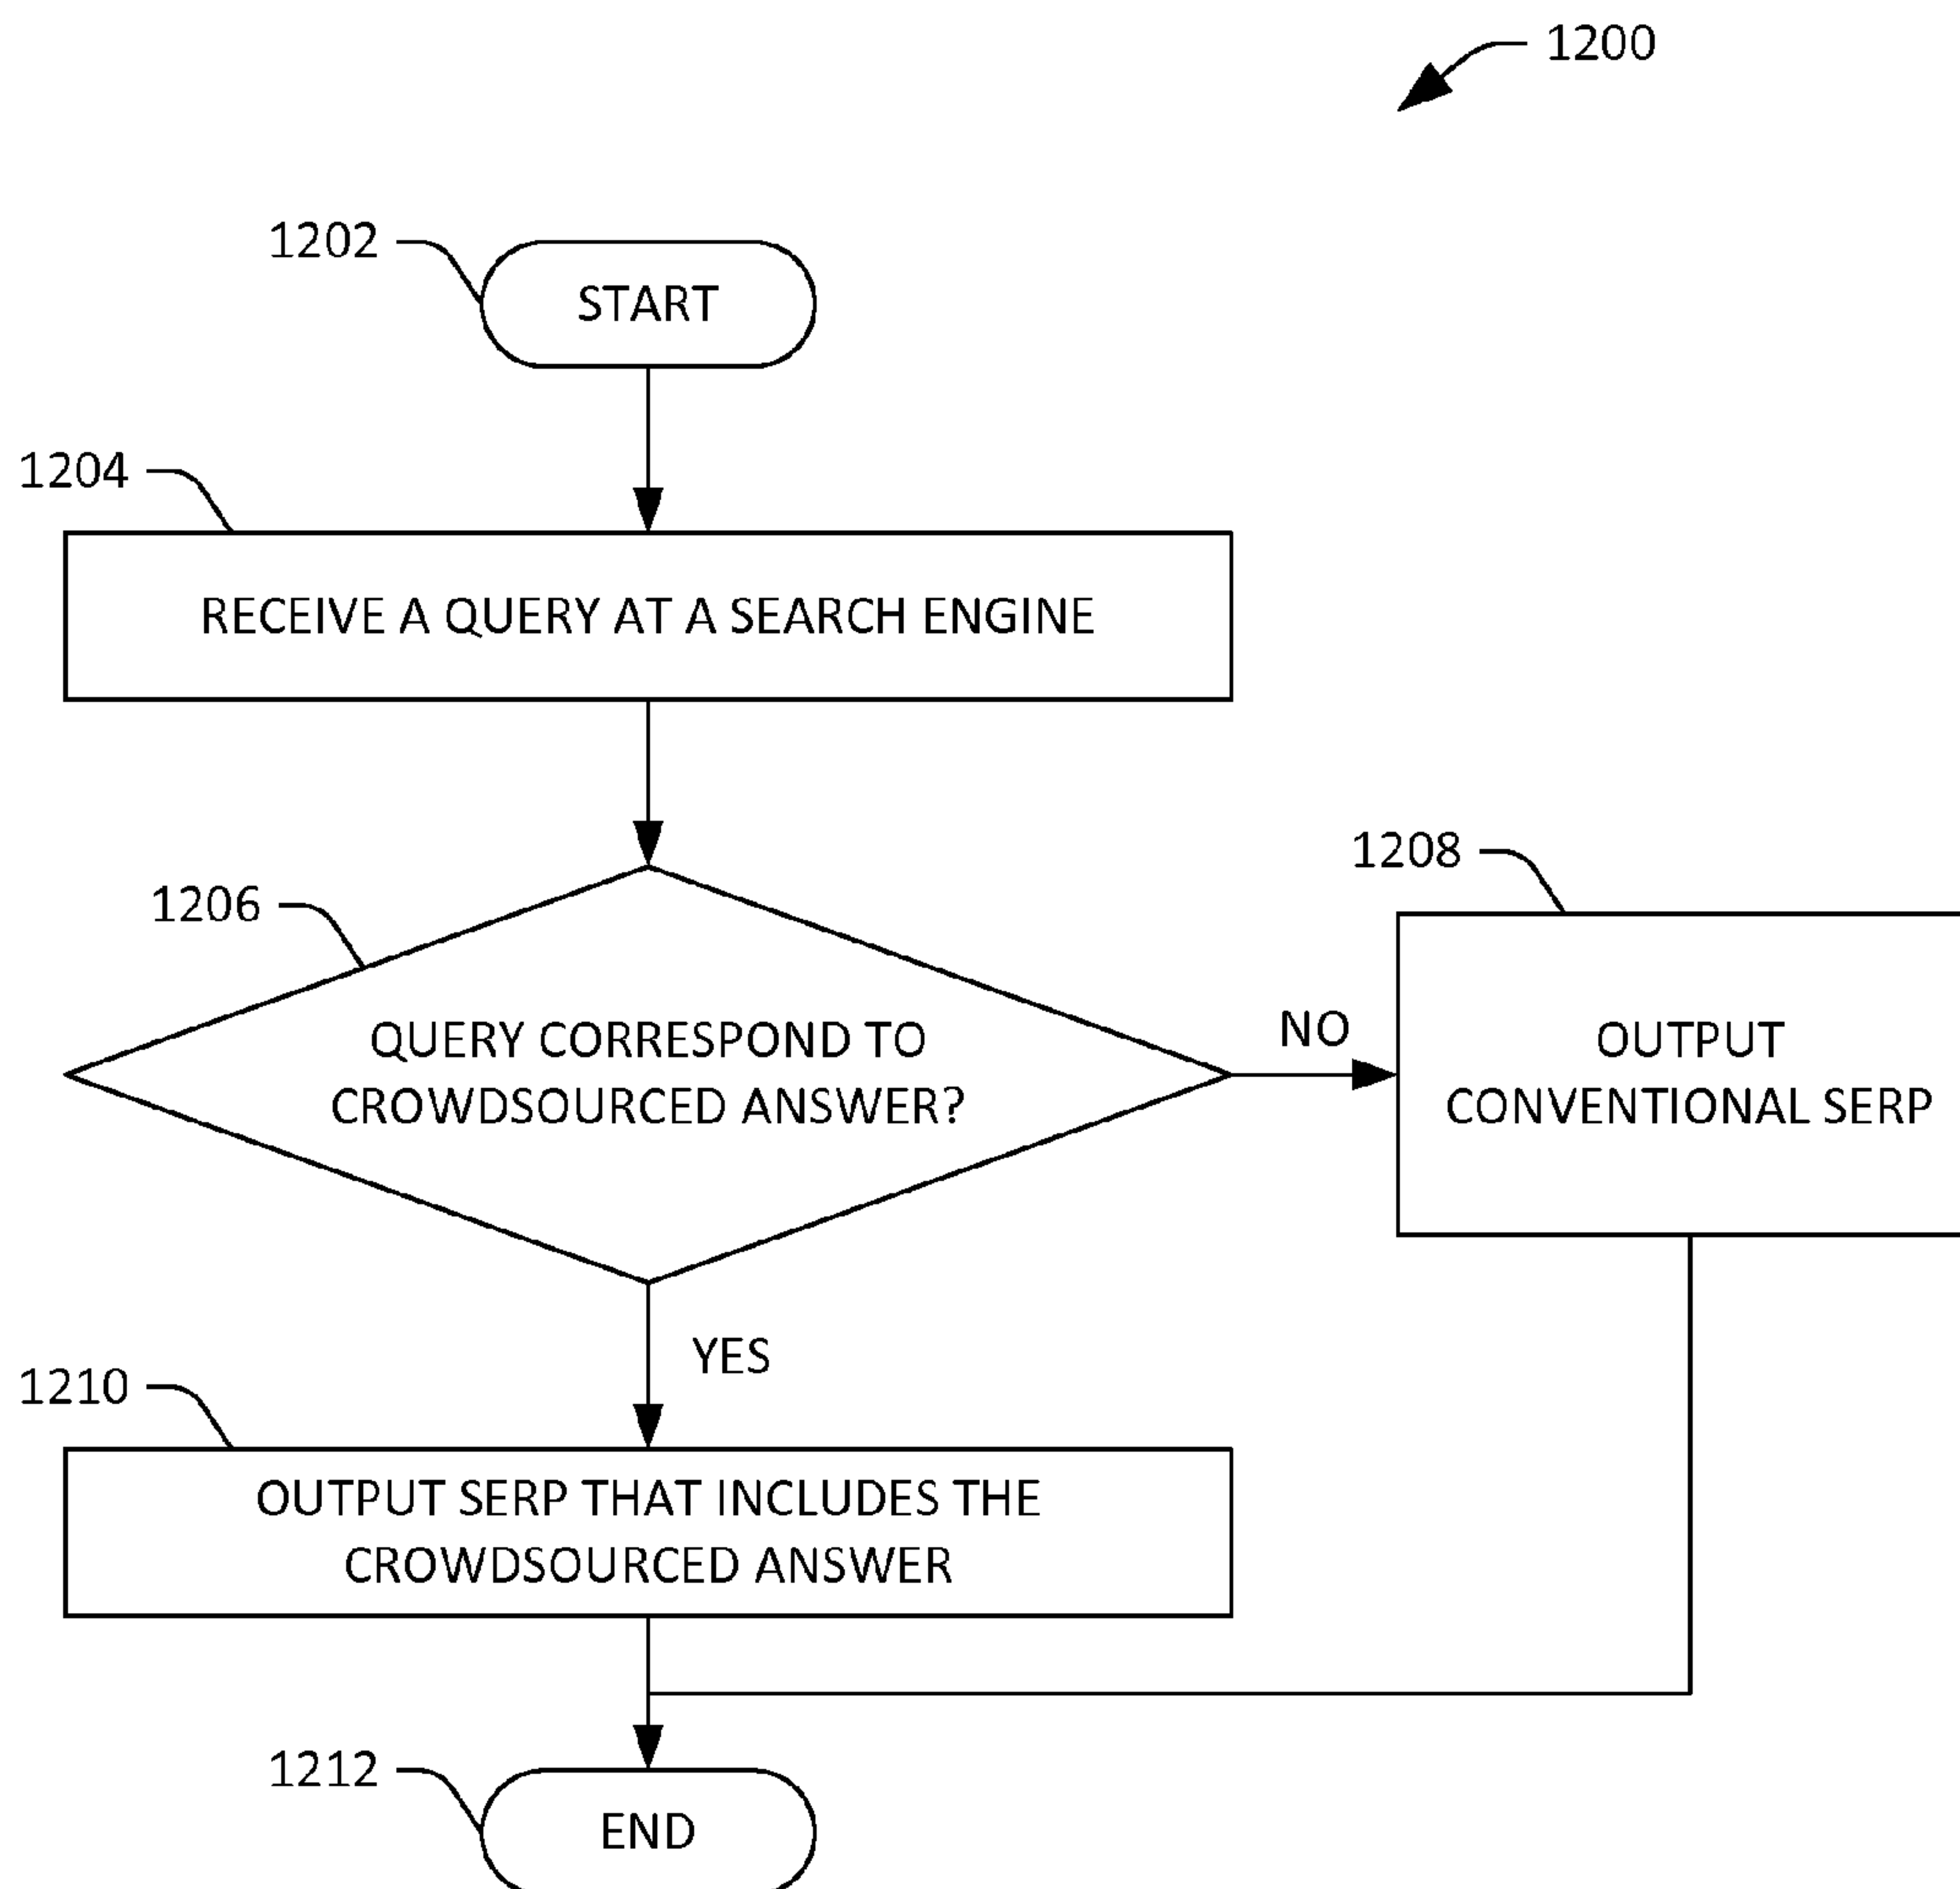 1200
1202
START
1204
RECEIVE A QUERY AT A SEARCH ENGINE
1206
QUERY CORRESPOND TO
CROWDSOURCED ANSWER?
NO
1208
OUTPUT
CONVENTIONAL SERP
YES
1210
OUTPUT SERP THAT INCLUDES THE
CROWDSOURCED ANSWER
1212
END